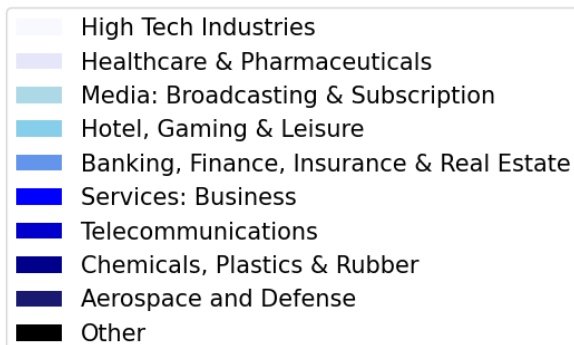 High Tech Industries
Healthcare & Pharmaceuticals
Media: Broadcasting & Subscription
Hotel, Gaming & Leisure
Banking, Finance, Insurance & Real Estate
Services: Business
Telecommunications
Chemicals, Plastics & Rubber
Aerospace and Defense
Other